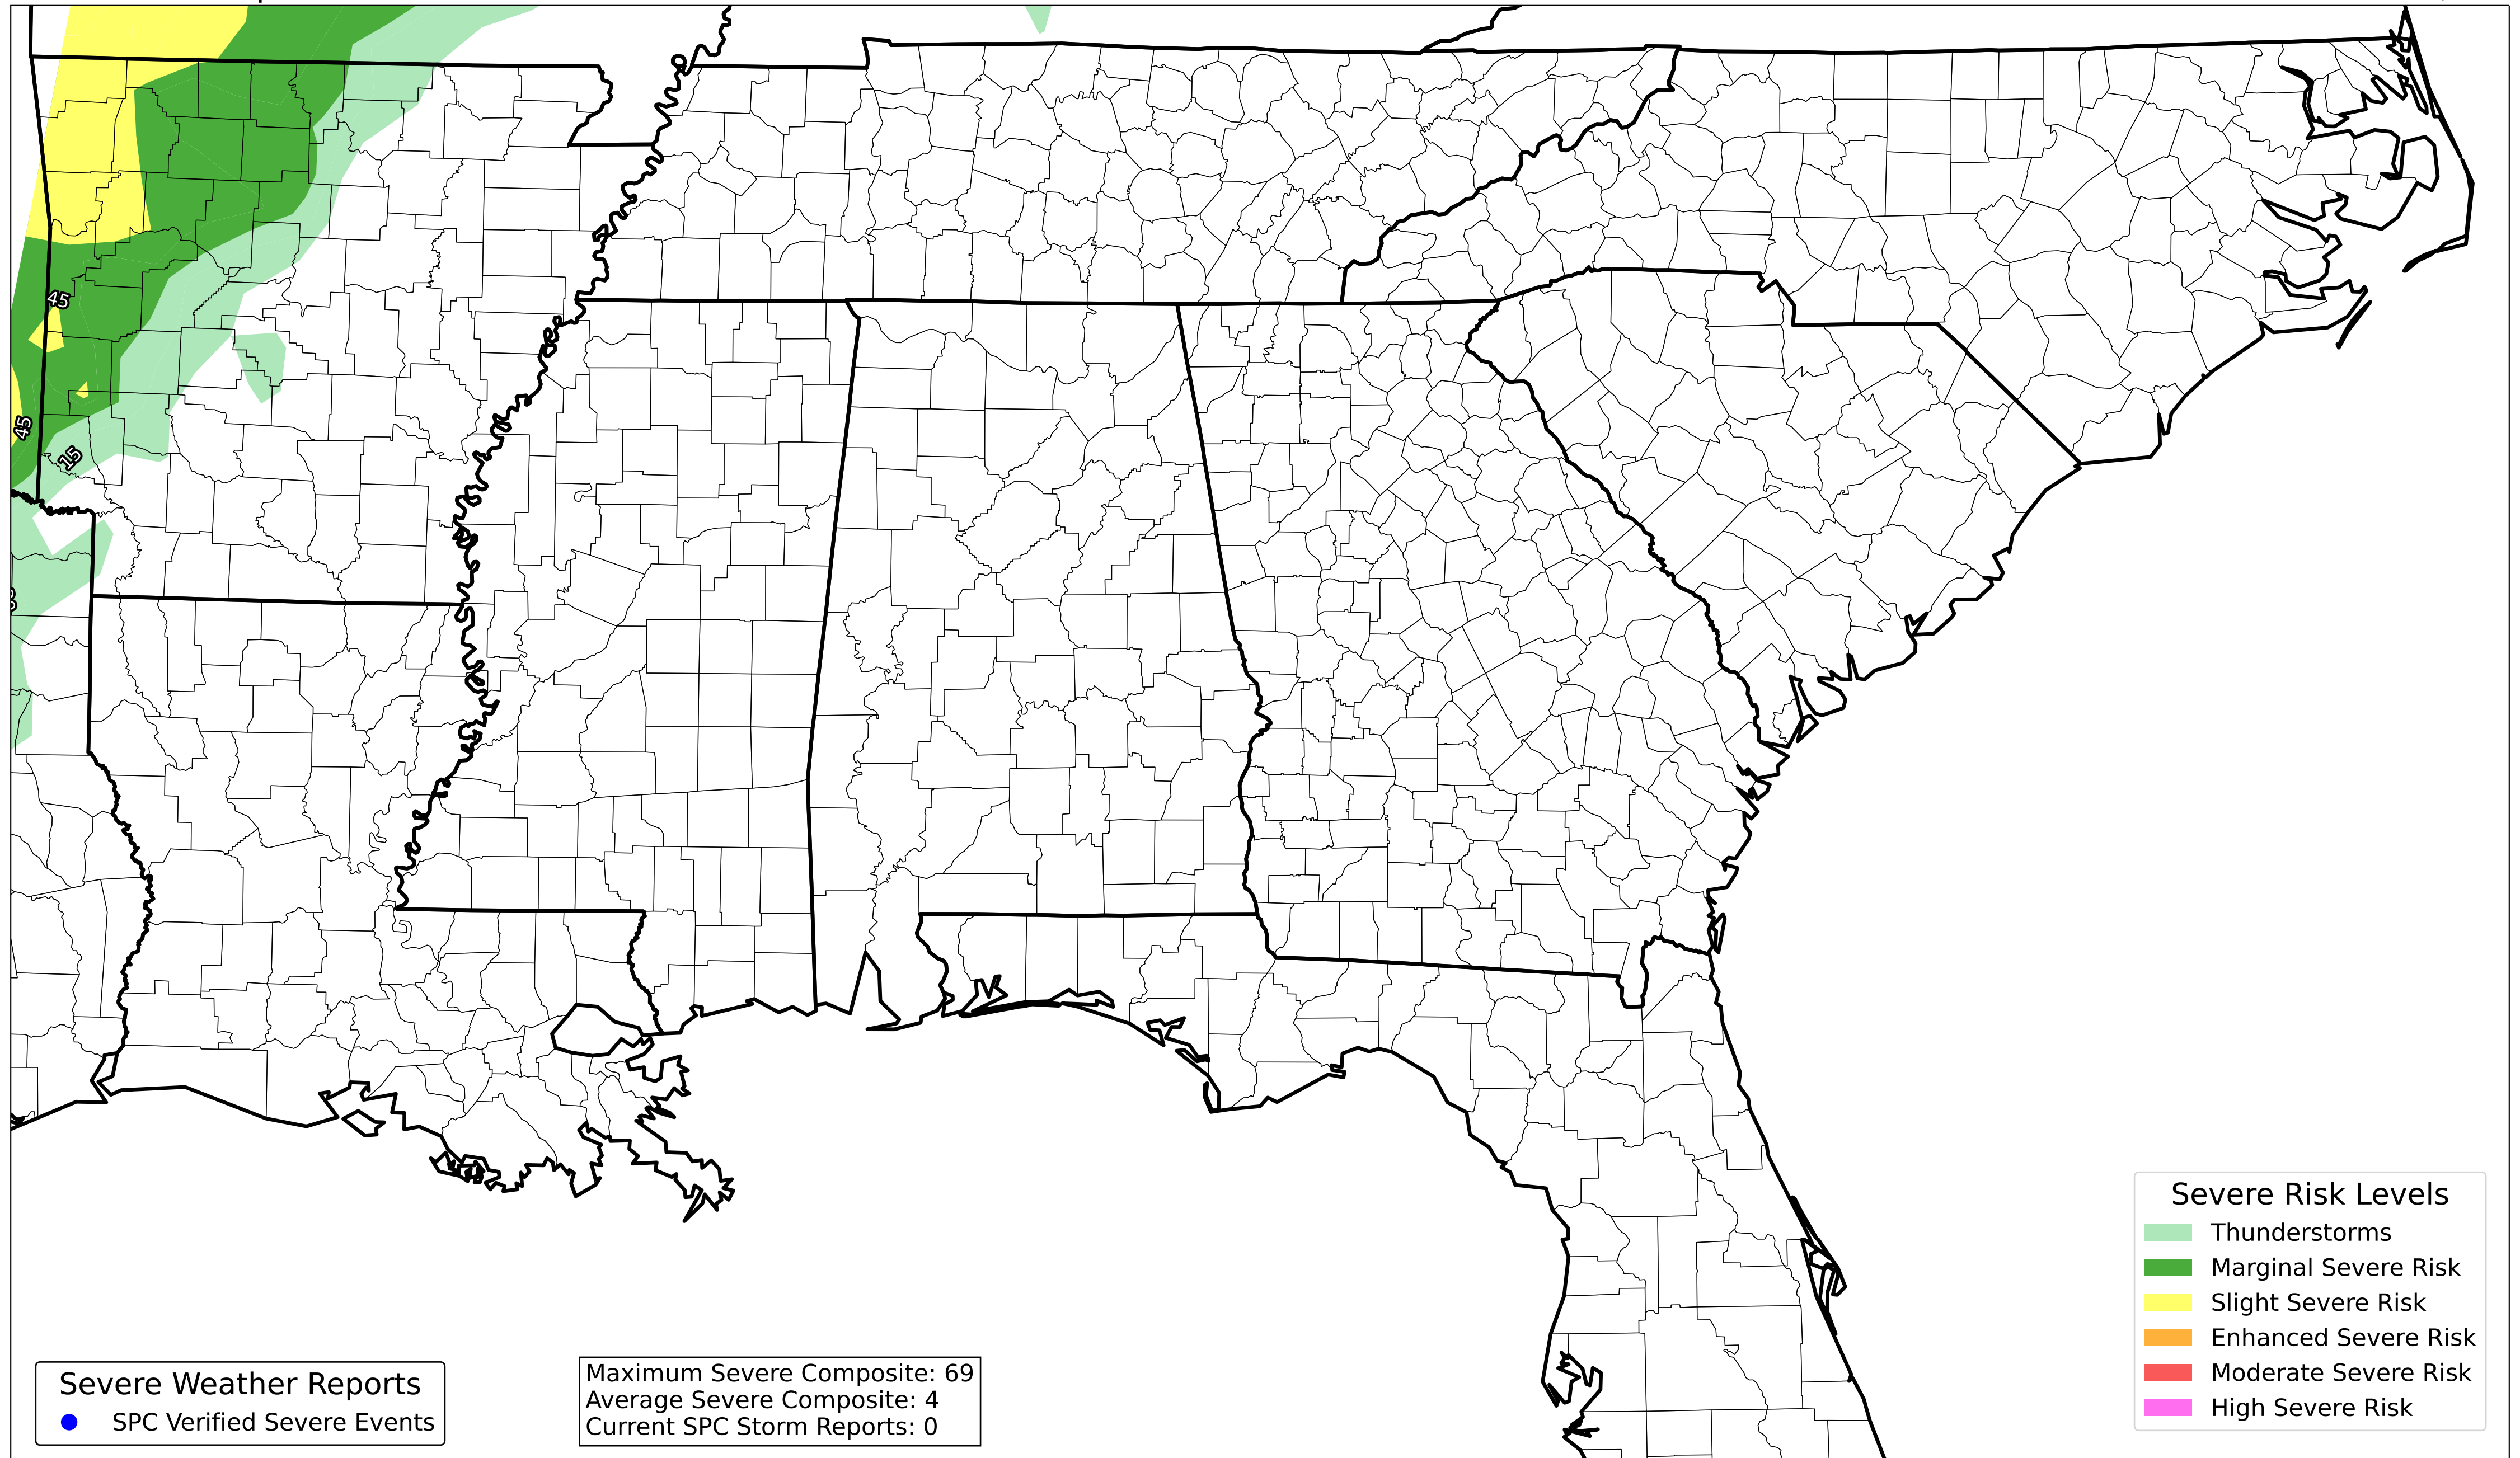 45
45
15
Severe Risk Levels
Thunderstorms
Marginal Severe Risk
Slight Severe Risk
Enhanced Severe Risk
Moderate Severe Risk
High Severe Risk
Severe Weather Reports
SPC Verified Severe Events
Maximum Severe Composite: 69
Average Severe Composite: 4
Current SPC Storm Reports: 0